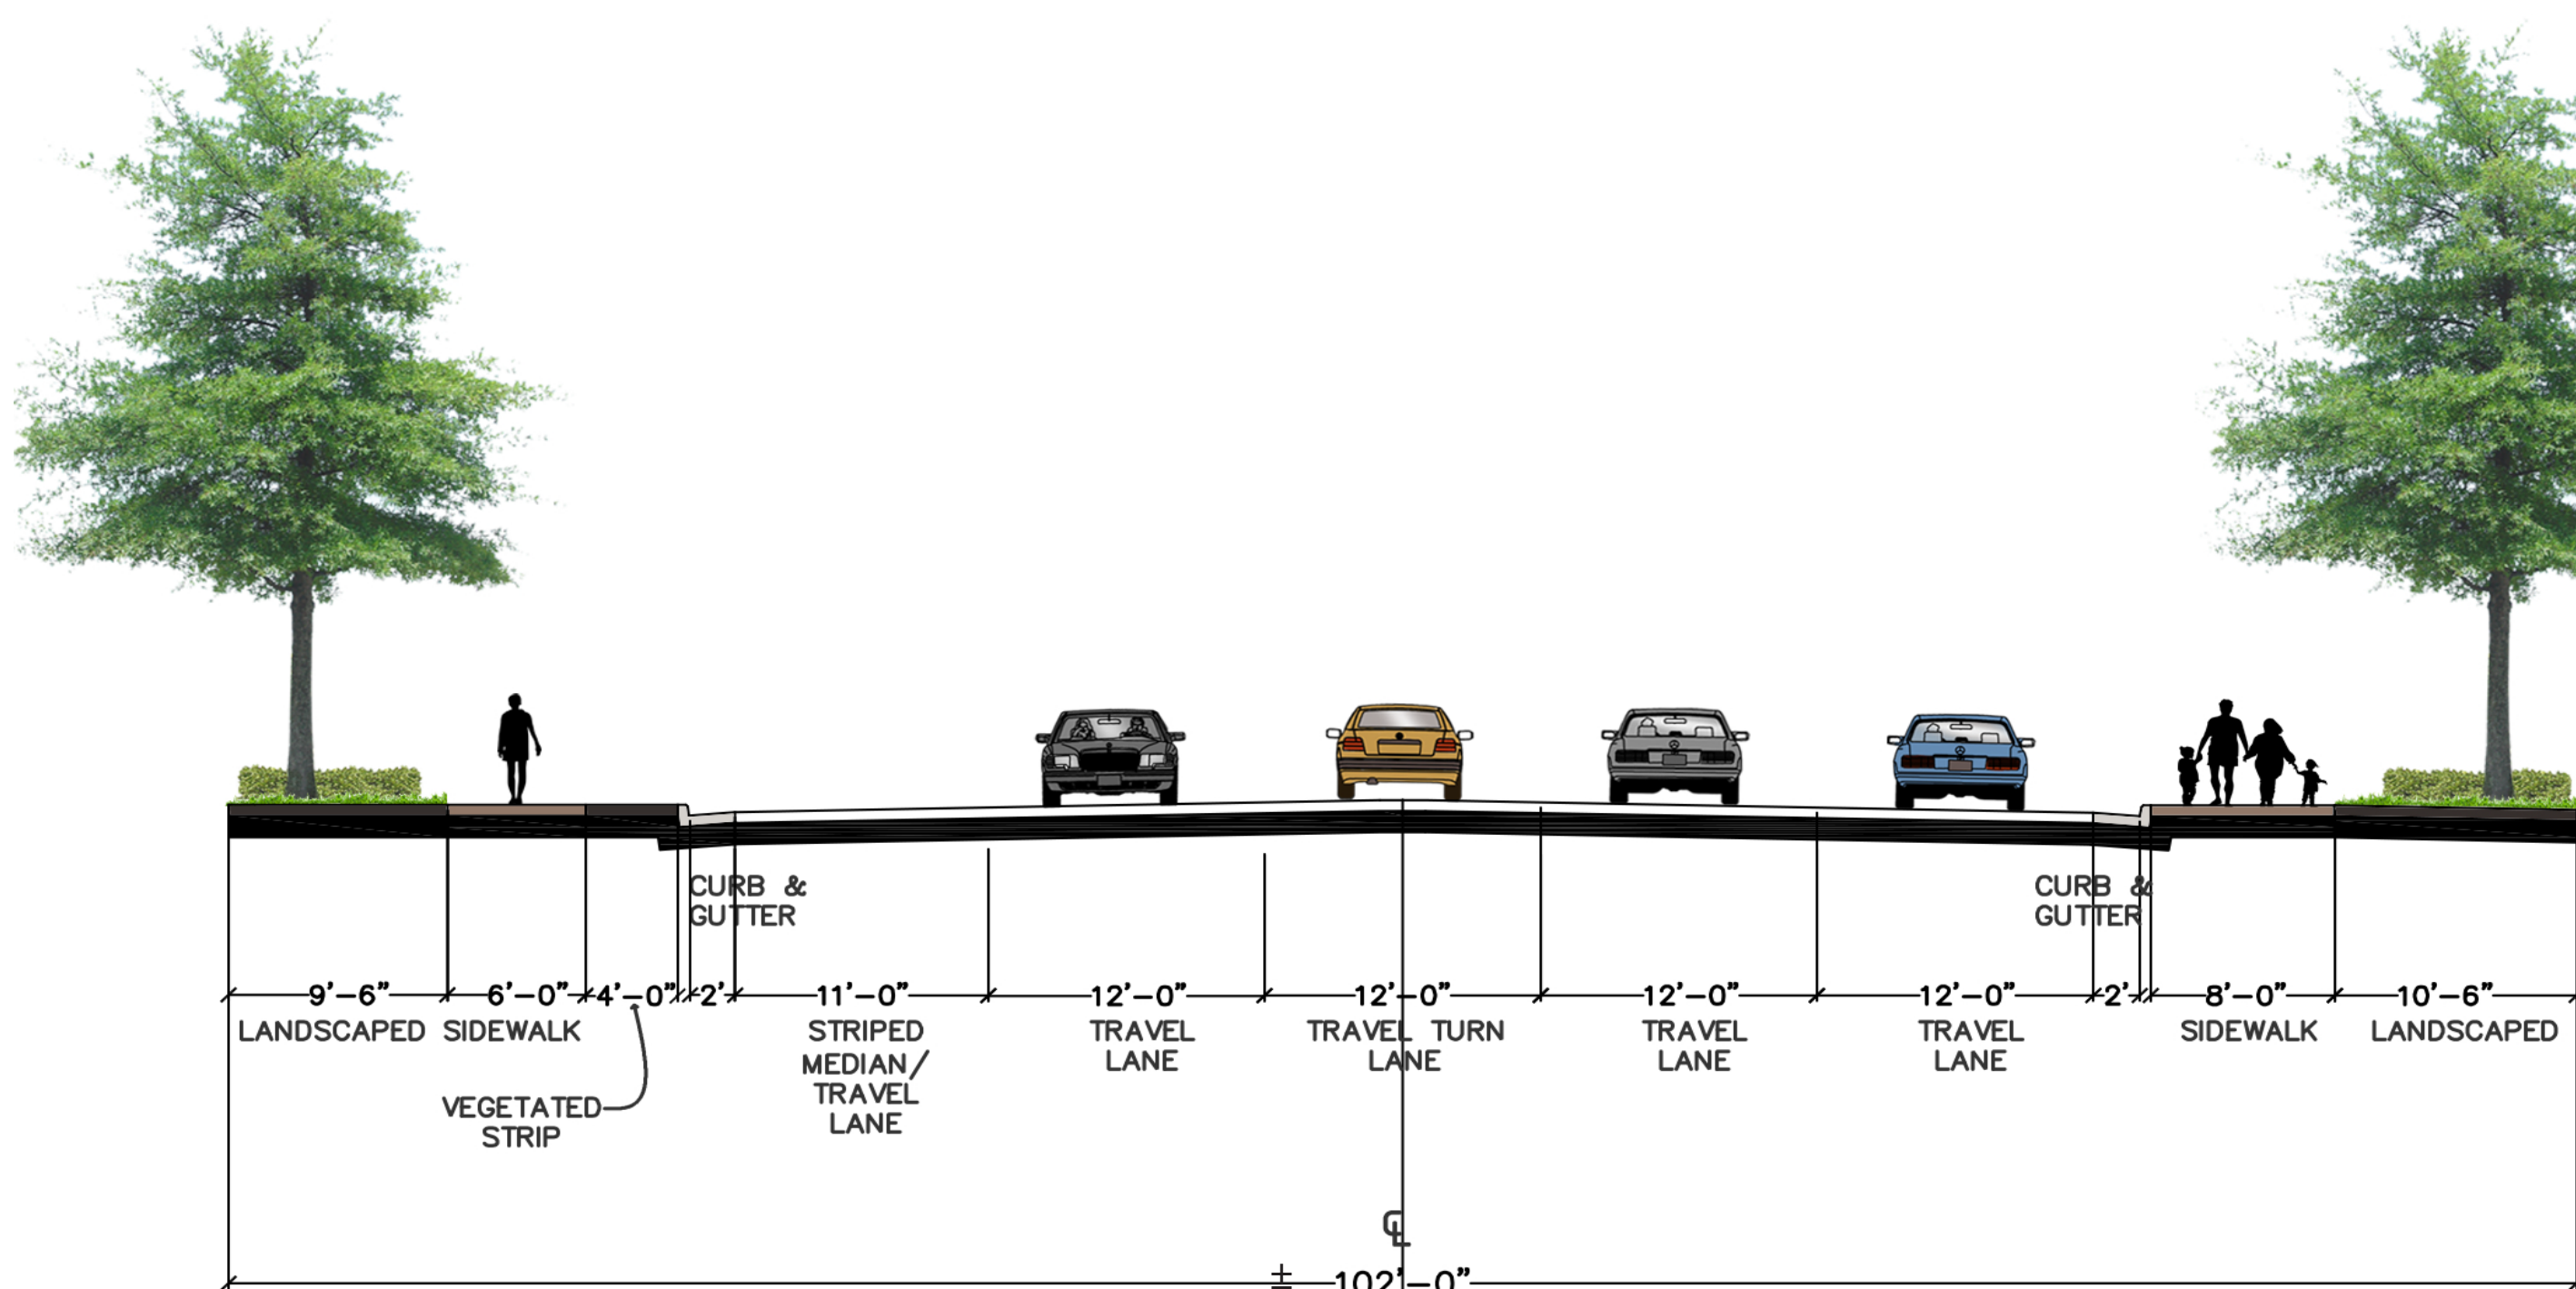 CURB &
GUTTER
CURB &
GUTTER
9'-6" 6'-0" 4'-0" 2' 11'-0" 12'-0" 12'-0" 12'-0" 12'-0" 2' 8'-0" 10'-6"
LANDSCAPED
SIDEWALK
VEGETATED
STRIP
STRIPED
MEDIAN/
TRAVEL
LANE
TRAVEL
LANE
TRAVEL TURN
LANE
TRAVEL
LANE
TRAVEL
LANE
SIDEWALK
LANDSCAPED
℄
± 102'-0"